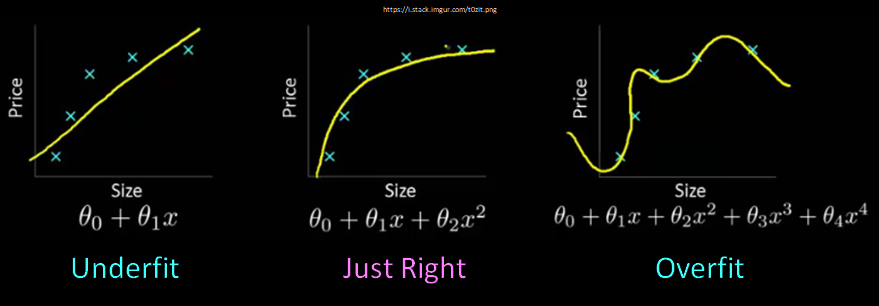 https://i.stack.imgur.com/t0zit.png
Price
Size
θ₀ + θ₁x
Underfit
Price
Size
θ₀ + θ₁x + θ₂x²
Just Right
Price
Size
θ₀ + θ₁x + θ₂x² + θ₃x³ + θ₄x⁴
Overfit